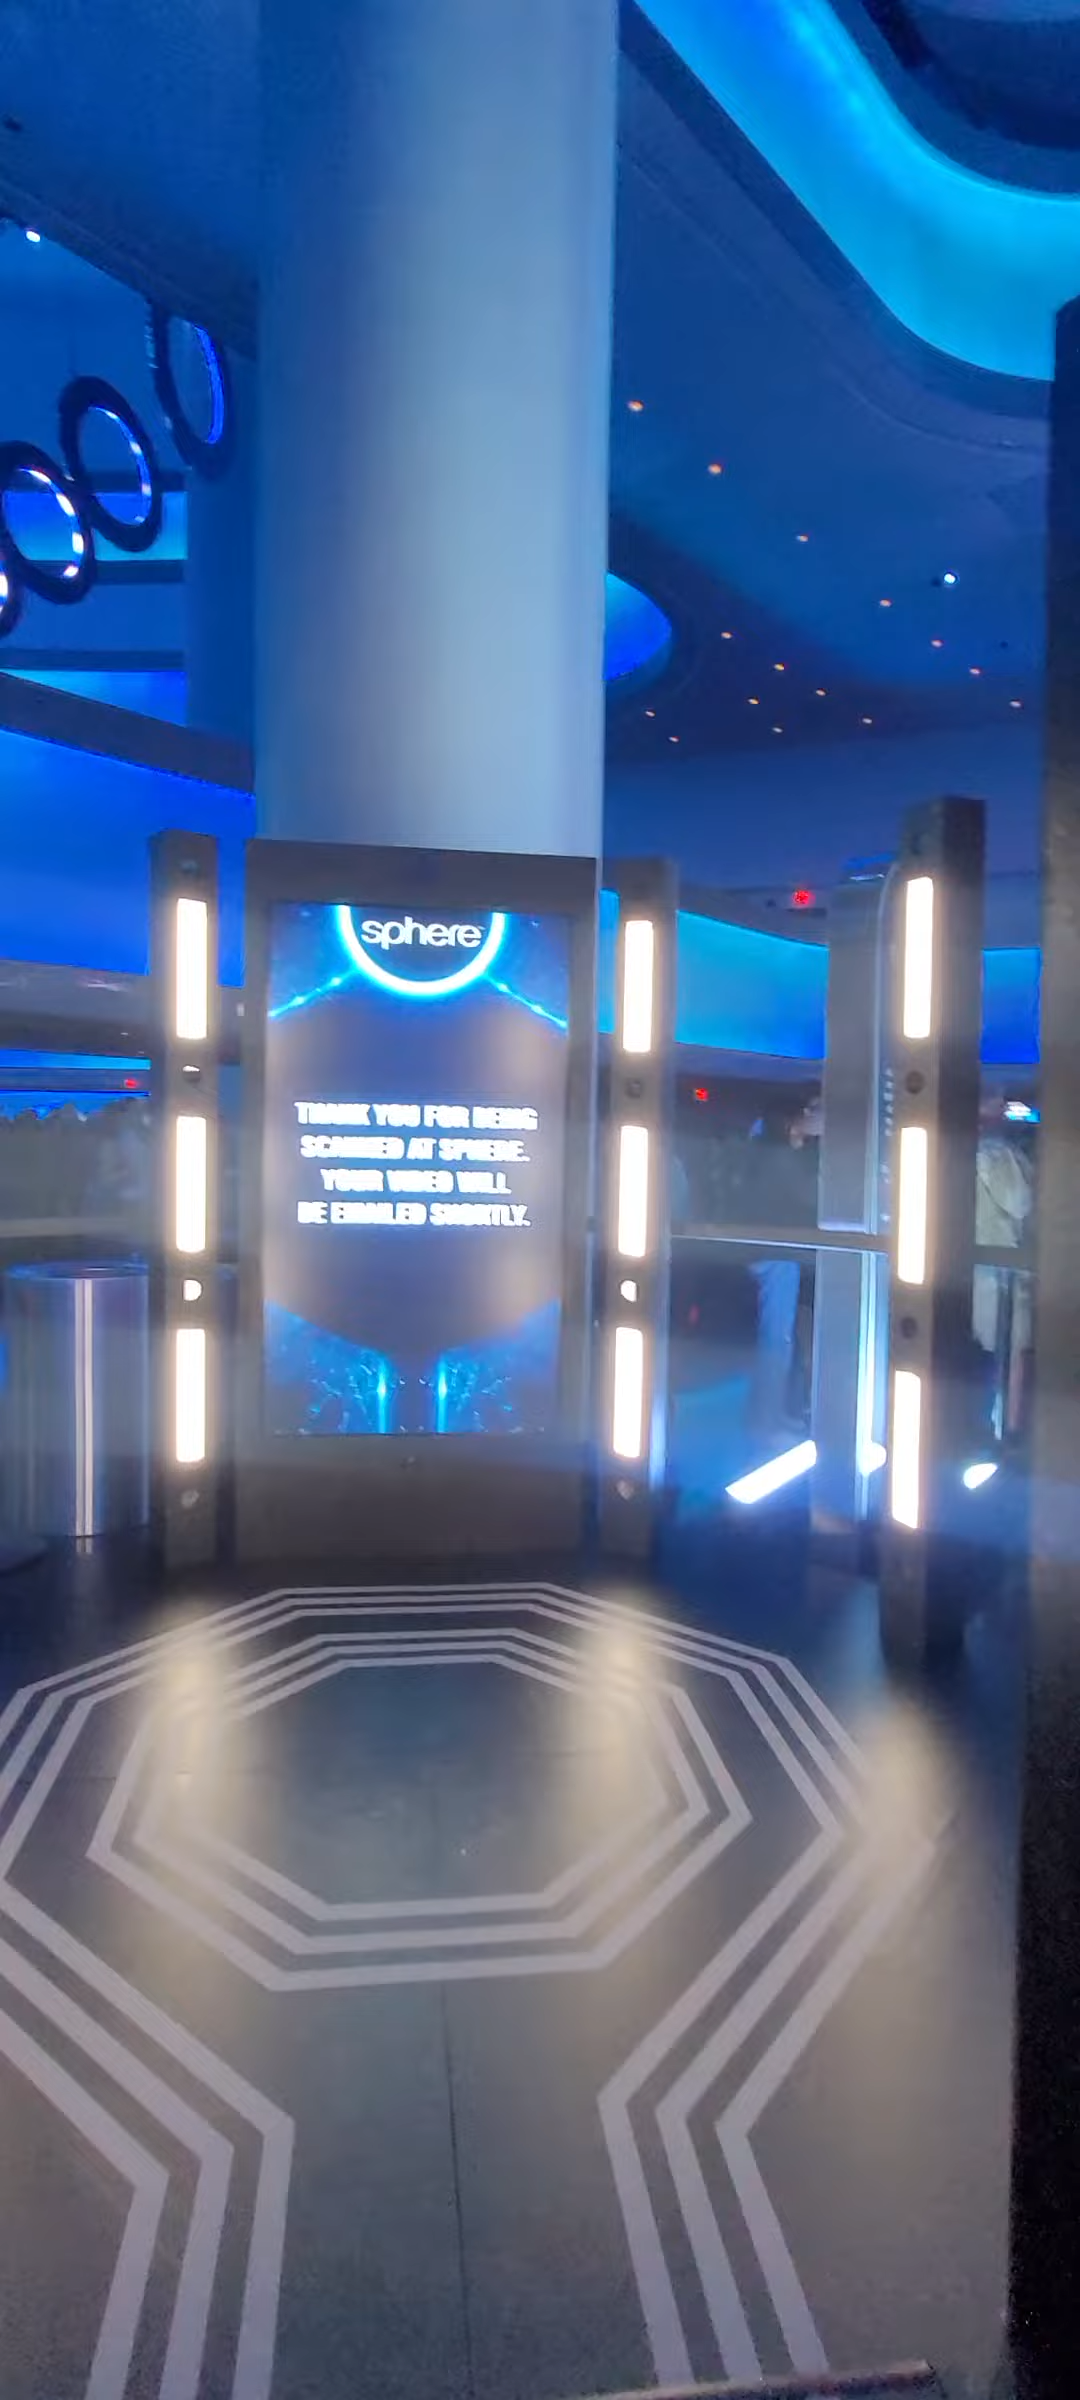 sphere
THANK YOU FOR BEING
SCANNED AT SPHERE.
YOUR VIDEO WILL
BE EMAILED SHORTLY.